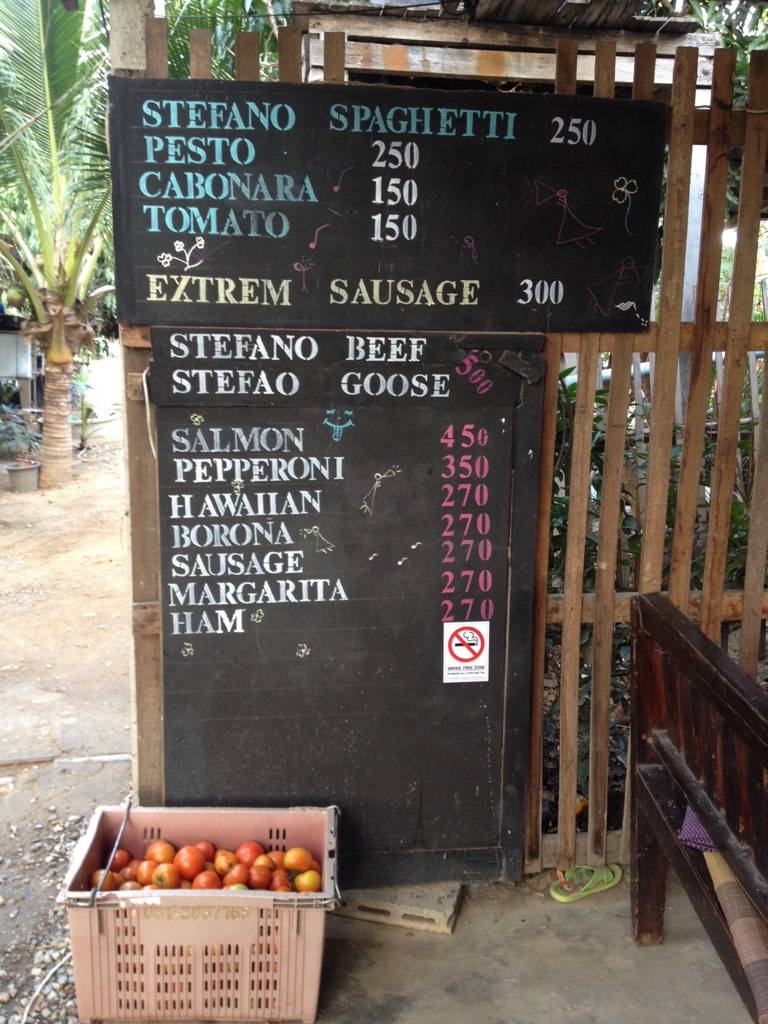 STEFANO SPAGHETTI 250
PESTO 250
CABONARA 150
TOMATO 150
EXTREM SAUSAGE 300
STEFANO BEEF
STEFAO GOOSE 500
SALMON 450
PEPPERONI 350
HAWAIIAN 270
BORONA 270
SAUSAGE 270
MARGARITA 270
HAM 270
SMOKE FREE ZONE